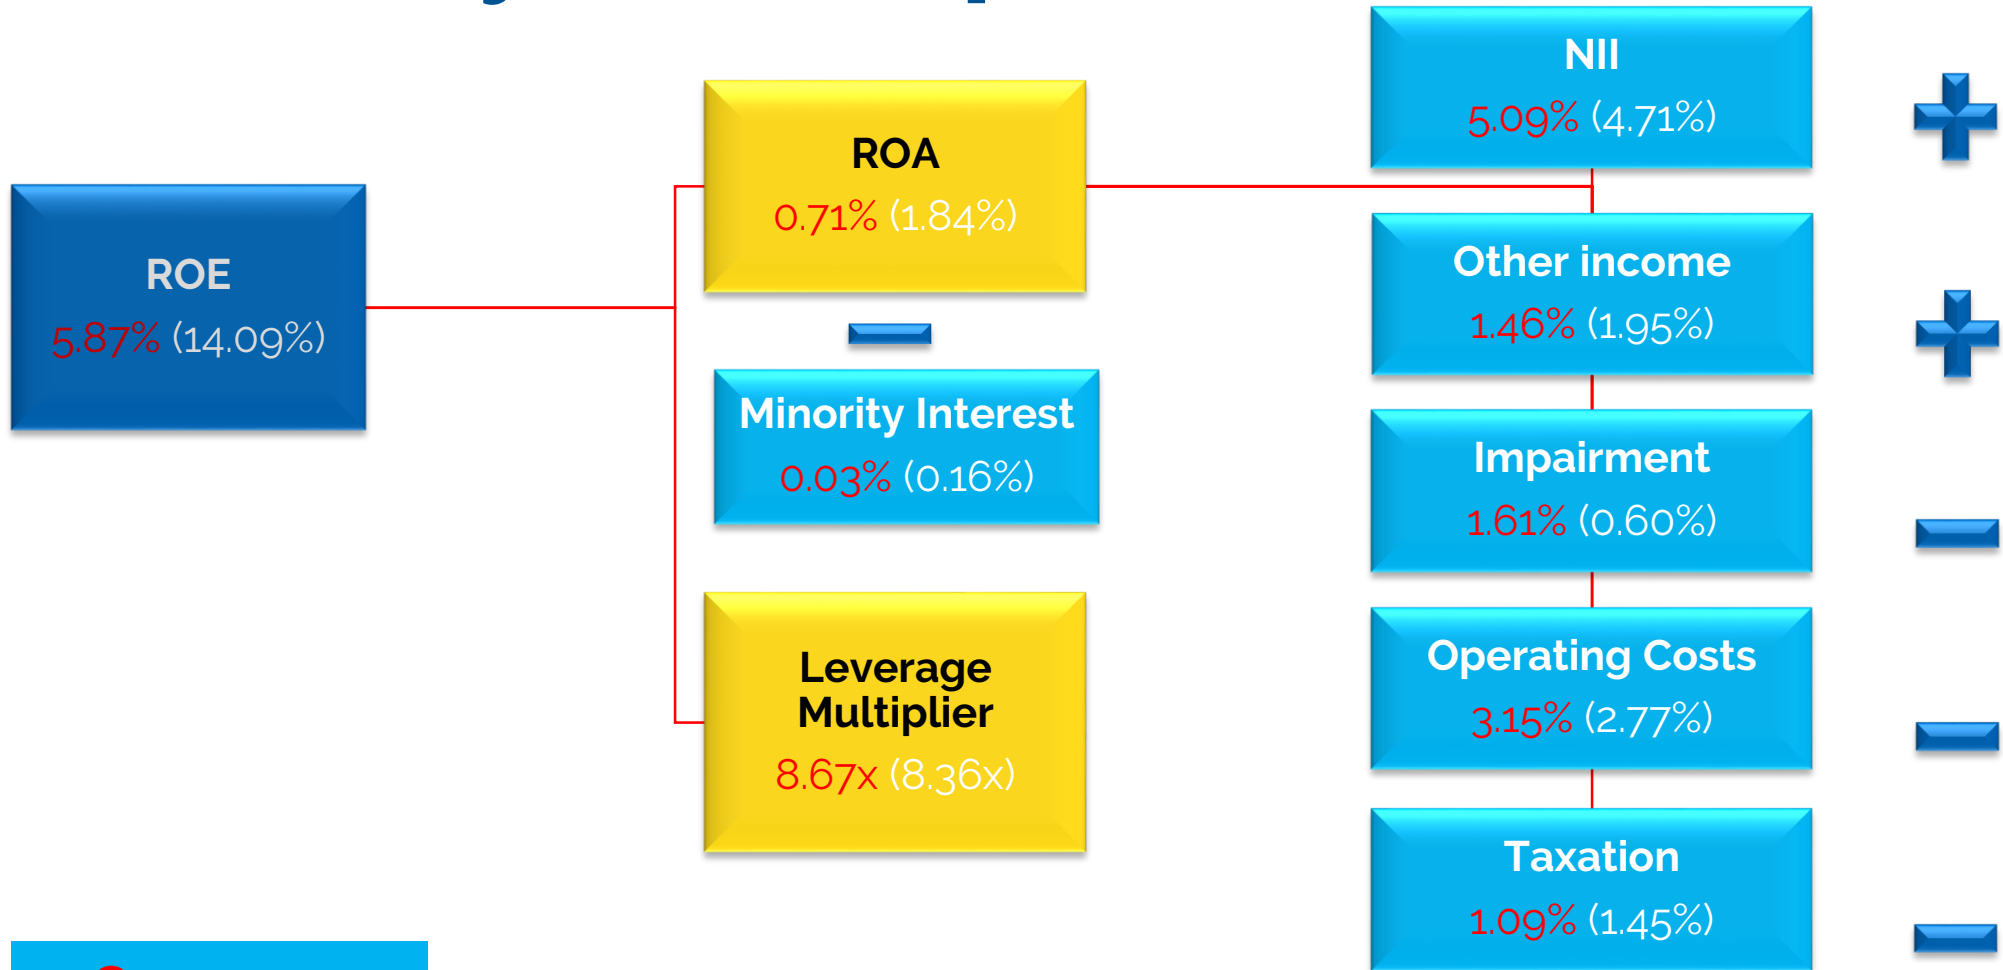 ROE
5.87% (14.09%)
ROA
0.71% (1.84%)
Minority Interest
0.03% (0.16%)
Leverage
Multiplier
8.67x (8.36x)
NII
5.09% (4.71%)
Other income
1.46% (1.95%)
Impairment
1.61% (0.60%)
Operating Costs
3.15% (2.77%)
Taxation
1.09% (1.45%)